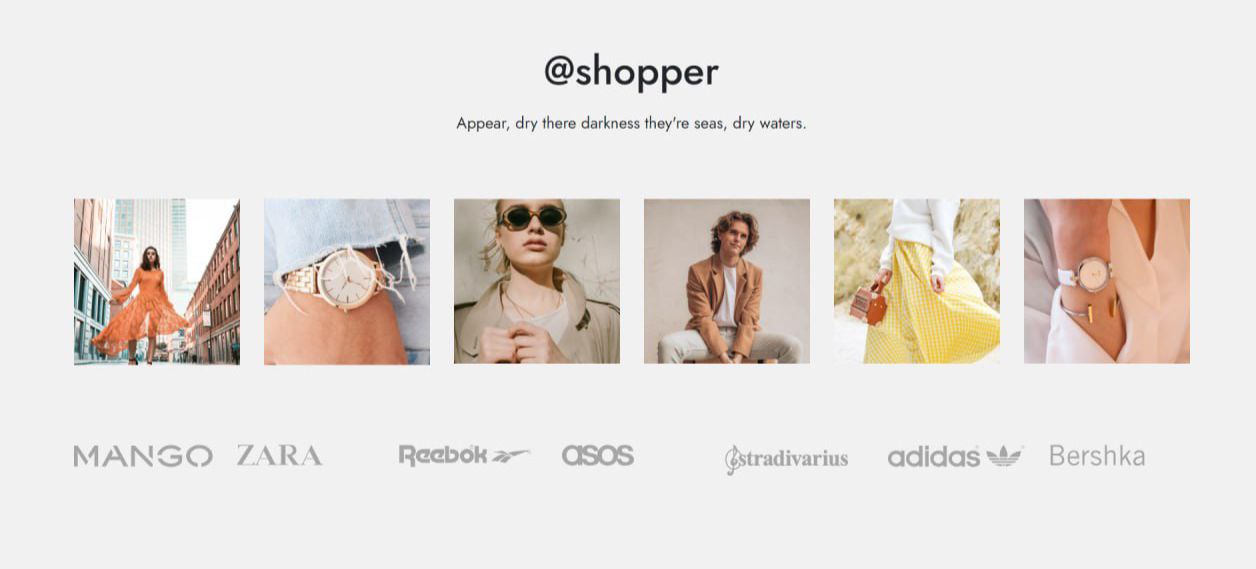 @shopper
Appear, dry there darkness they're seas, dry waters.
MANGO ZARA Reebok asos stradivarius adidas Bershka